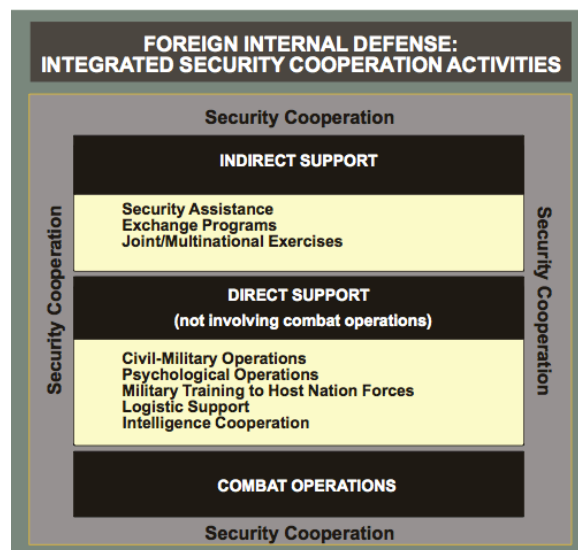 FOREIGN INTERNAL DEFENSE:
INTEGRATED SECURITY COOPERATION ACTIVITIES
Security Cooperation
INDIRECT SUPPORT
Security Assistance
Exchange Programs
Joint/Multinational Exercises
Security Cooperation
Security Cooperation
DIRECT SUPPORT
(not involving combat operations)
Civil-Military Operations
Psychological Operations
Military Training to Host Nation Forces
Logistic Support
Intelligence Cooperation
COMBAT OPERATIONS
Security Cooperation